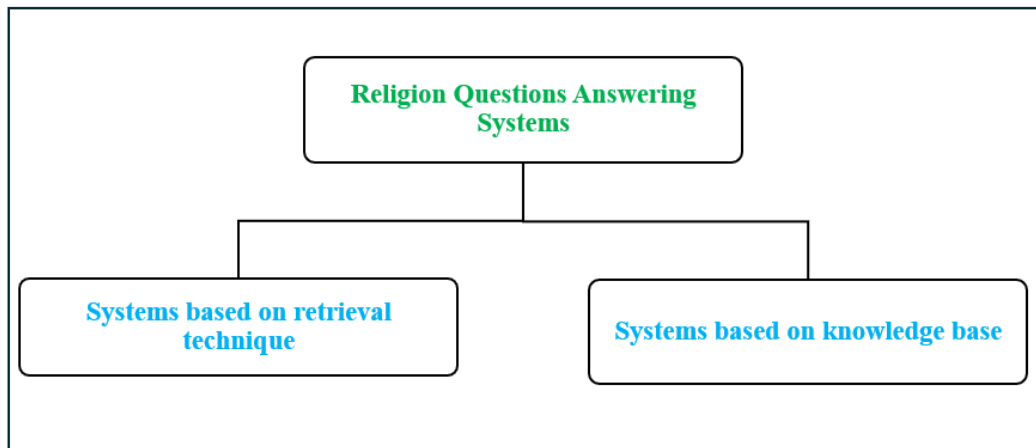 Religion Questions Answering
Systems
Systems based on retrieval
technique
Systems based on knowledge base